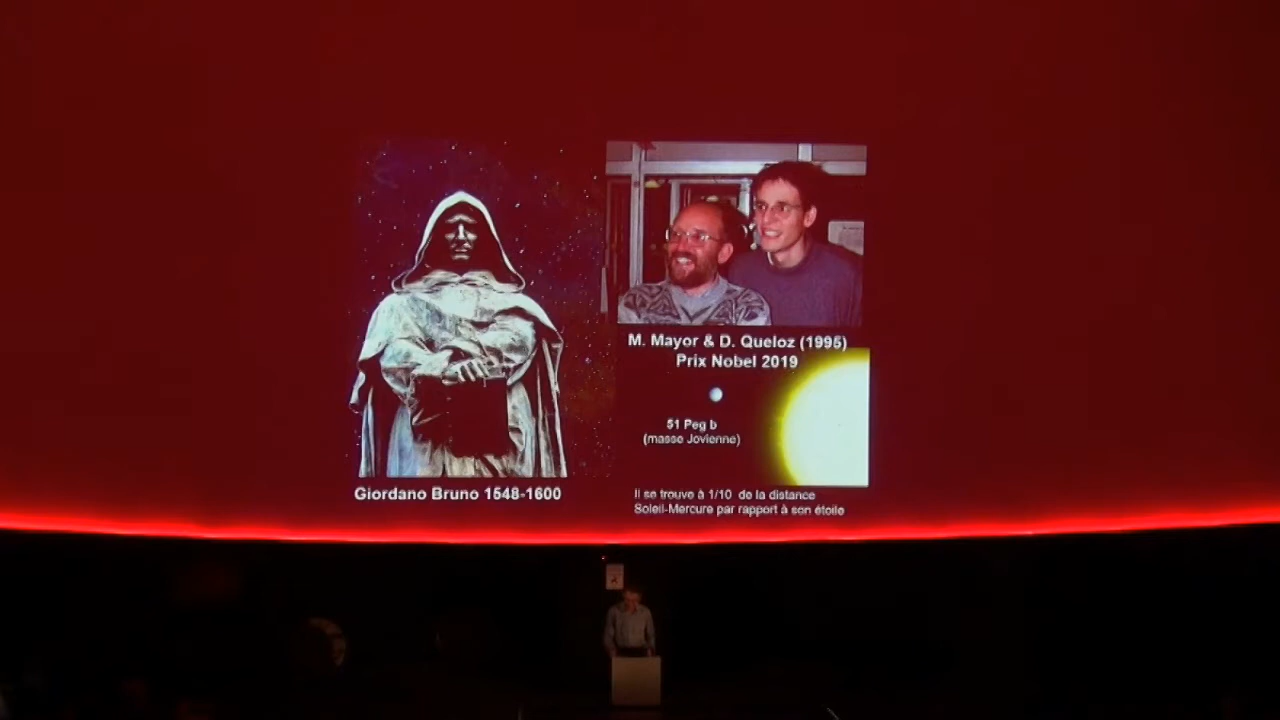 M. Mayor & D. Queloz (1995)
Prix Nobel 2019
51 Peg b
(masse Jovienne)
Giordano Bruno 1548-1600
Il se trouve à 1/10 de la distance
Soleil-Mercure par rapport à son étoile